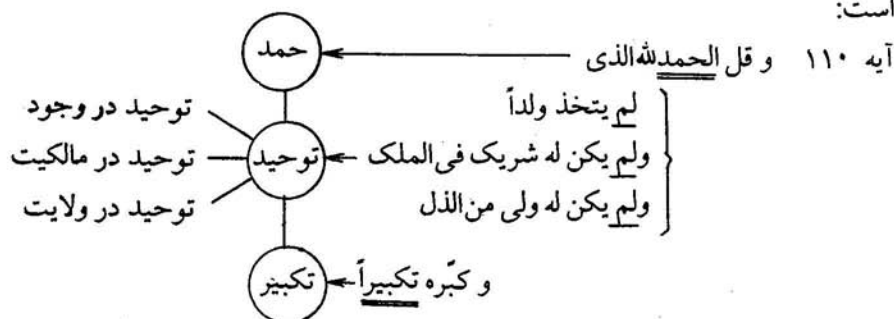 است:
آیه ۱۱۰ و قل الحمدلله الذی حمد
لم یتخذ ولداً توحید در وجود
ولم یکن له شریک فی الملک توحید توحید در مالکیت
ولم یکن له ولی من الذل توحید در ولایت
و کبّره تکبیراً تکبیر